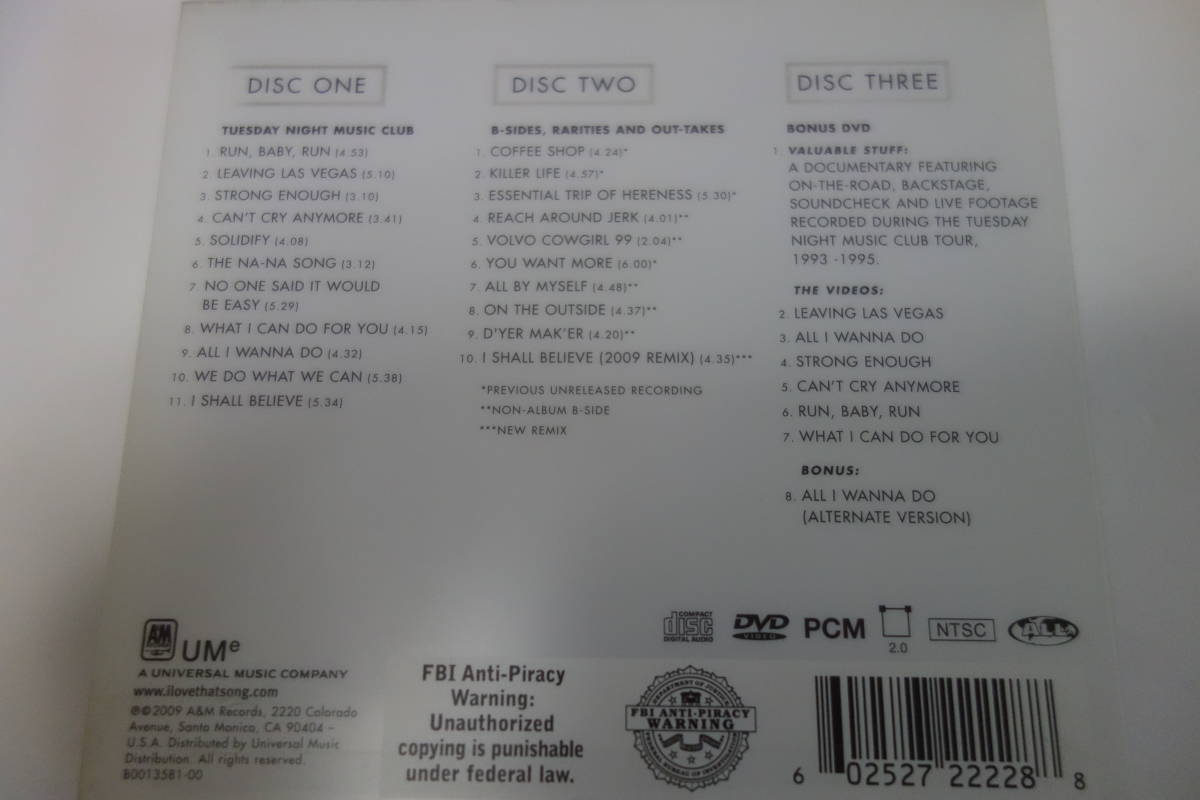 DISC ONE
TUESDAY NIGHT MUSIC CLUB
1. RUN, BABY, RUN (4.53)
2. LEAVING LAS VEGAS (5.10)
3. STRONG ENOUGH (3.10)
4. CAN'T CRY ANYMORE (3.41)
5. SOLIDIFY (4.08)
6. THE NA-NA SONG (3.12)
7. NO ONE SAID IT WOULD
BE EASY (5.29)
8. WHAT I CAN DO FOR YOU (4.15)
9. ALL I WANNA DO (4.32)
10. WE DO WHAT WE CAN (5.38)
11. I SHALL BELIEVE (5.34)
DISC TWO
B-SIDES, RARITIES AND OUT-TAKES
1. COFFEE SHOP (4.24)*
2. KILLER LIFE (4.57)*
3. ESSENTIAL TRIP OF HERENESS (5.30)*
4. REACH AROUND JERK (4.01)**
5. VOLVO COWGIRL 99 (2.04)**
6. YOU WANT MORE (6.00)*
7. ALL BY MYSELF (4.48)**
8. ON THE OUTSIDE (4.37)**
9. D'YER MAK'ER (4.20)**
10. I SHALL BELIEVE (2009 REMIX) (4.35)***
*PREVIOUS UNRELEASED RECORDING
**NON-ALBUM B-SIDE
***NEW REMIX
DISC THREE
BONUS DVD
1. VALUABLE STUFF:
A DOCUMENTARY FEATURING
ON-THE-ROAD, BACKSTAGE,
SOUNDCHECK AND LIVE FOOTAGE
RECORDED DURING THE TUESDAY
NIGHT MUSIC CLUB TOUR,
1993 -1995.
THE VIDEOS:
2. LEAVING LAS VEGAS
3. ALL I WANNA DO
4. STRONG ENOUGH
5. CAN'T CRY ANYMORE
6. RUN, BABY, RUN
7. WHAT I CAN DO FOR YOU
BONUS:
8. ALL I WANNA DO
(ALTERNATE VERSION)
A&M
UMe
A UNIVERSAL MUSIC COMPANY
www.ilovethatsong.com
℗©2009 A&M Records, 2220 Colorado
Avenue, Santa Monica, CA 90404 –
U.S.A. Distributed by Universal Music
Distribution. All rights reserved.
B0013581-00
FBI Anti-Piracy
Warning:
Unauthorized
copying is punishable
under federal law.
COMPACT
disc
DIGITAL AUDIO
DVD
VIDEO
PCM
2.0
NTSC
ALL
DEPARTMENT OF JUSTICE
FBI ANTI-PIRACY
WARNING
FEDERAL BUREAU OF INVESTIGATION
6 02527 22228 8